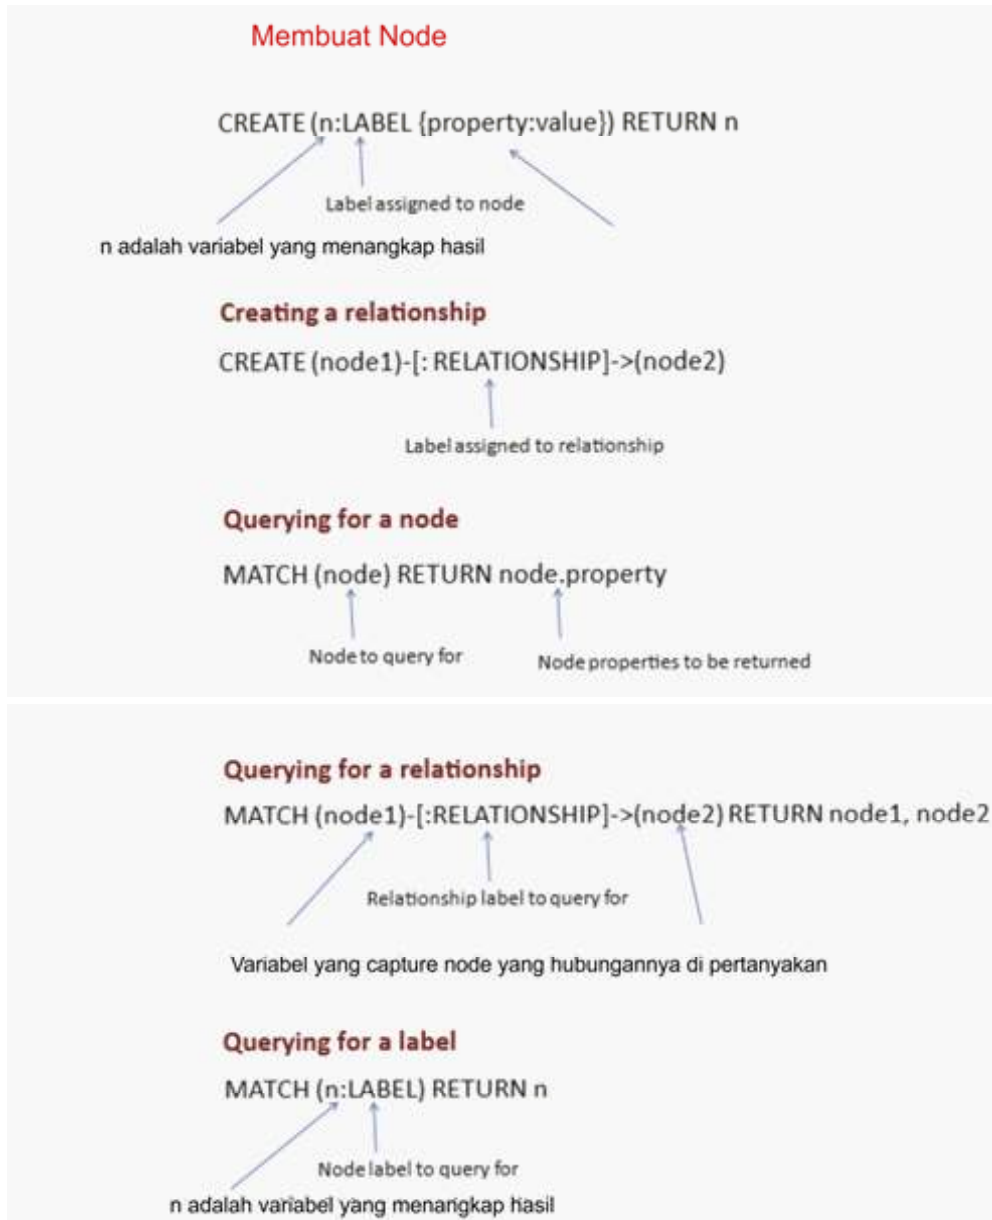 Membuat Node
CREATE (n:LABEL {property:value}) RETURN n
Label assigned to node
n adalah variabel yang menangkap hasil
Creating a relationship
CREATE (node1)-[: RELATIONSHIP]->(node2)
Label assigned to relationship
Querying for a node
MATCH (node) RETURN node.property
Node to query for
Node properties to be returned
Querying for a relationship
MATCH (node1)-[:RELATIONSHIP]->(node2) RETURN node1, node2
Relationship label to query for
Variabel yang capture node yang hubungannya di pertanyakan
Querying for a label
MATCH (n:LABEL) RETURN n
Node label to query for
n adalah variabel yang menangkap hasil